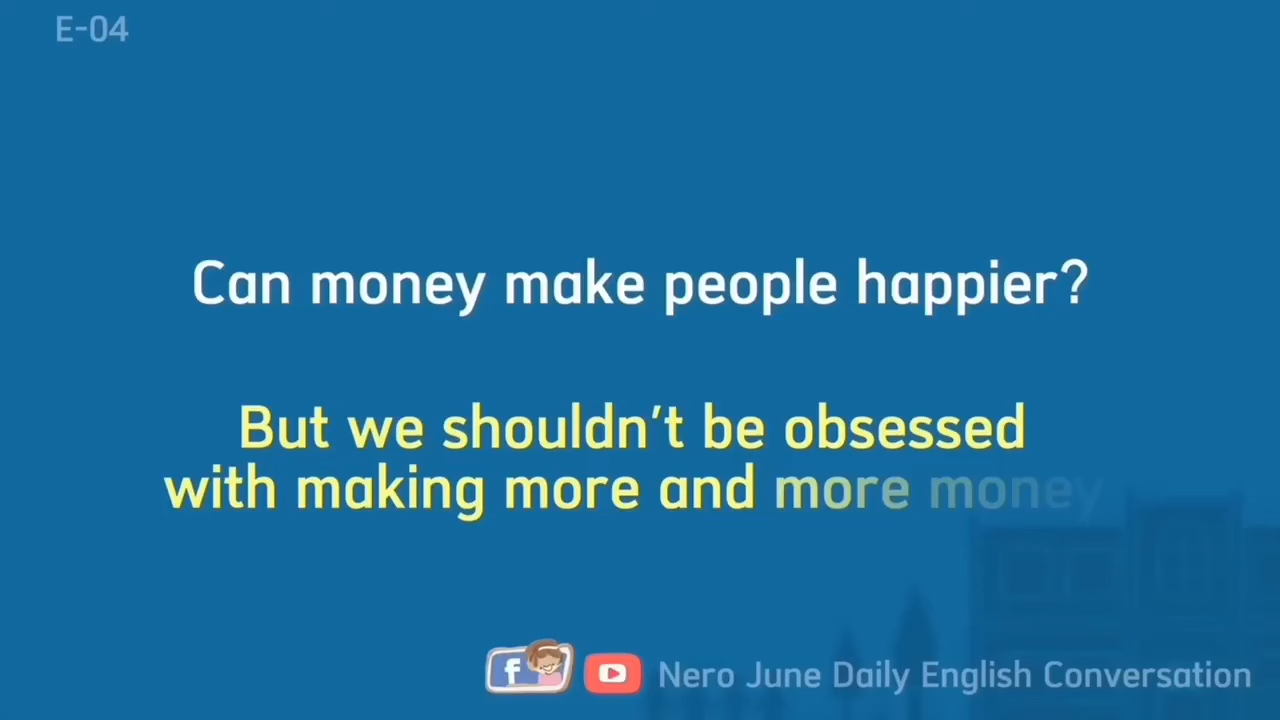 E-04
Can money make people happier?
But we shouldn't be obsessed
with making more and more money
f
Nero June Daily English Conversation